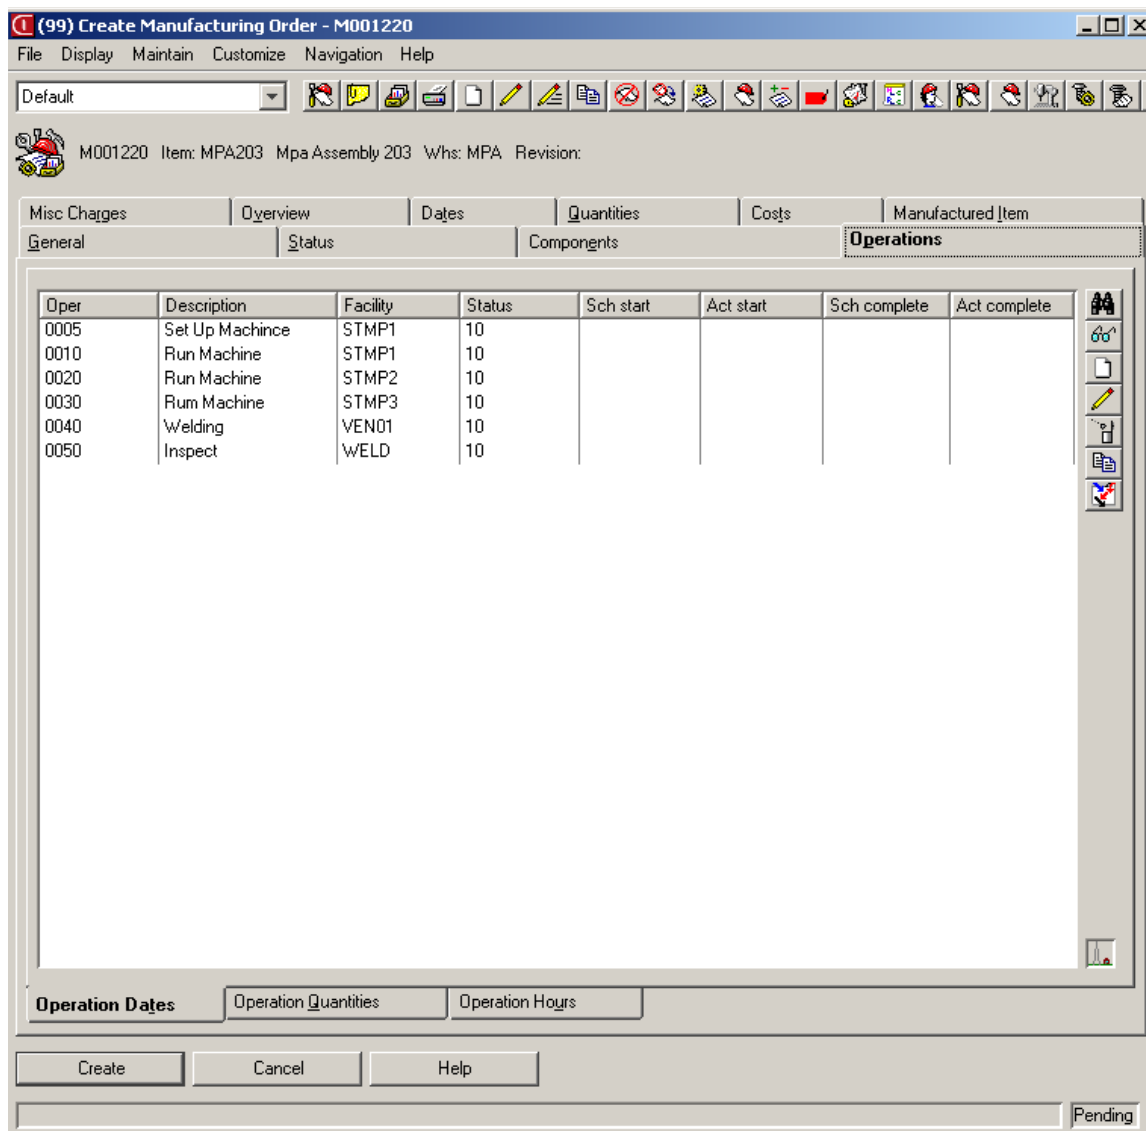 (99) Create Manufacturing Order - M001220
File Display Maintain Customize Navigation Help
Default
M001220 Item: MPA203 Mpa Assembly 203 Whs: MPA Revision:
Misc Charges Overview Dates Quantities Costs Manufactured Item
General Status Components Operations
Oper Description Facility Status Sch start Act start Sch complete Act complete
0005 Set Up Machince STMP1 10
0010 Run Machine STMP1 10
0020 Run Machine STMP2 10
0030 Rum Machine STMP3 10
0040 Welding VEN01 10
0050 Inspect WELD 10
Operation Dates Operation Quantities Operation Hours
Create Cancel Help
Pending